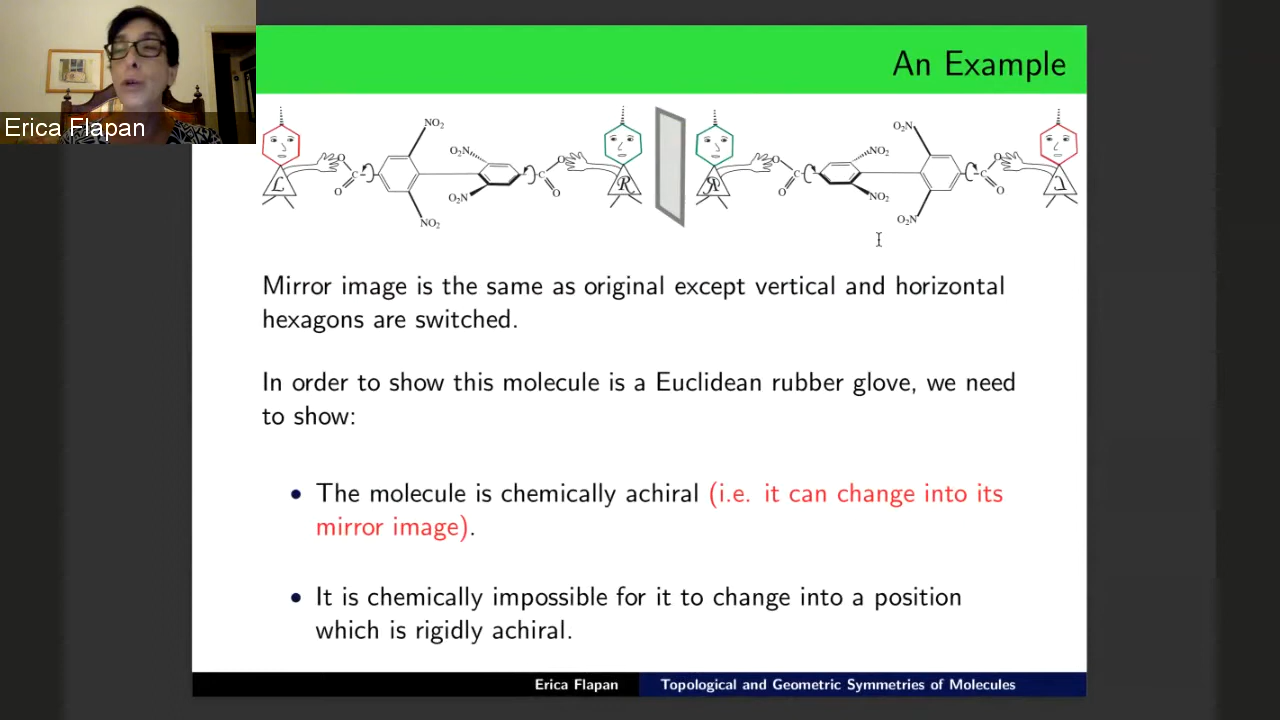 An Example
Erica Flapan
NO2
O2N
O
C
O
NO2
O2N
O
C
O
L
R
O
C
O
NO2
NO2
O2N
O2N
O
C
O
Mirror image is the same as original except vertical and horizontal
hexagons are switched.
In order to show this molecule is a Euclidean rubber glove, we need
to show:
• The molecule is chemically achiral (i.e. it can change into its
mirror image).
• It is chemically impossible for it to change into a position
which is rigidly achiral.
Erica Flapan Topological and Geometric Symmetries of Molecules